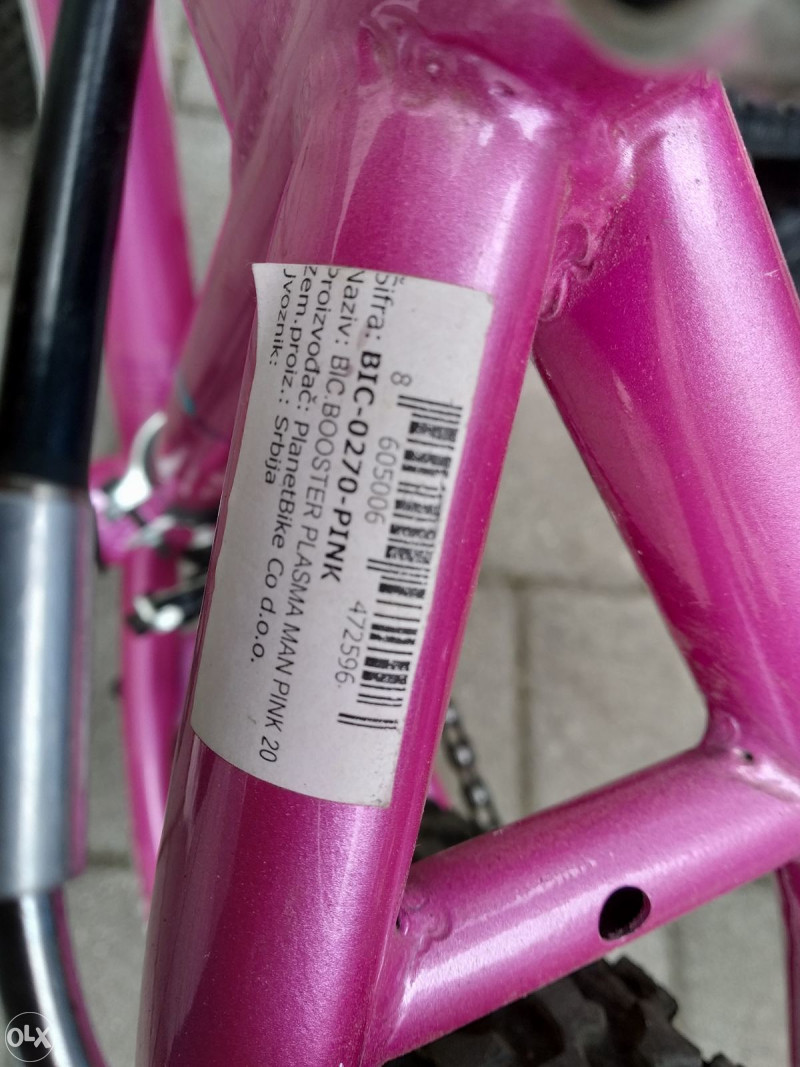 8 605006 472596
Šifra: BIC-0270-PINK
Naziv: BIC.BOOSTER PLASMA MAN PINK 20
proizvođač: PlanetBike Co d.o.o.
zem.proiz.: Srbija
Uvoznik:
OLX